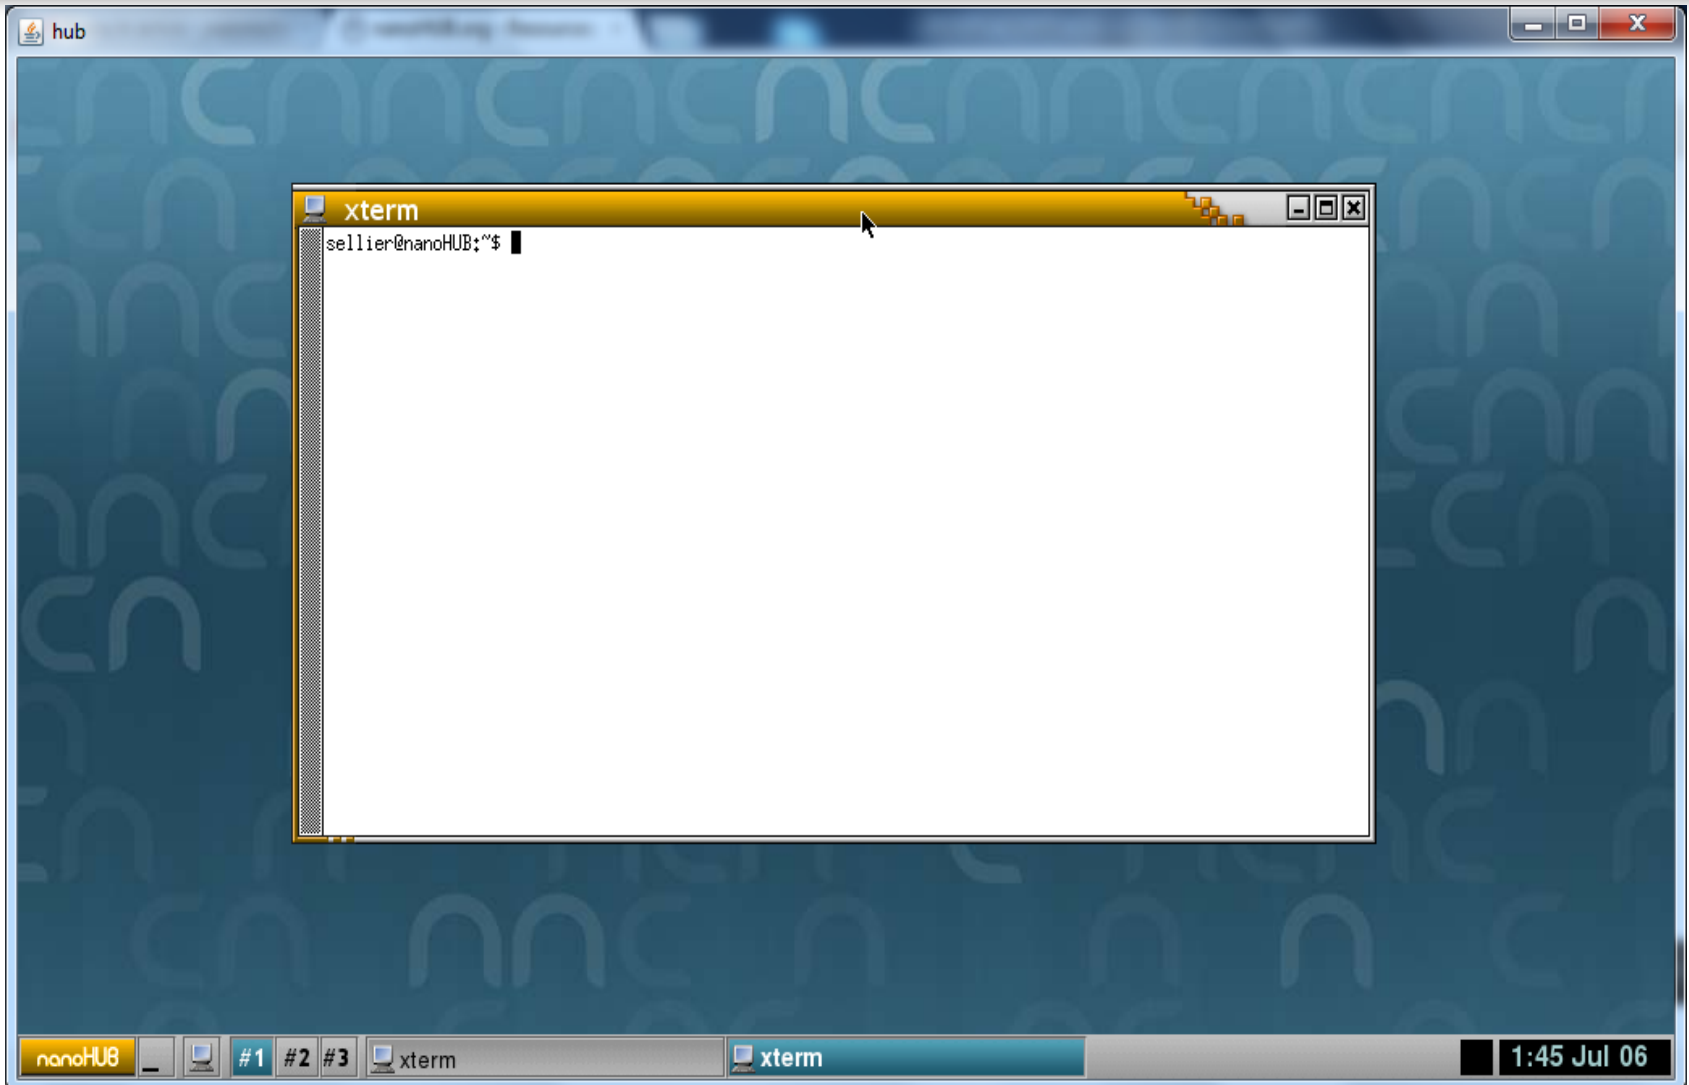 hub
xterm
sellier@nanoHUB:~$
nanoHUB
_
#1 #2 #3
xterm
xterm
1:45 Jul 06